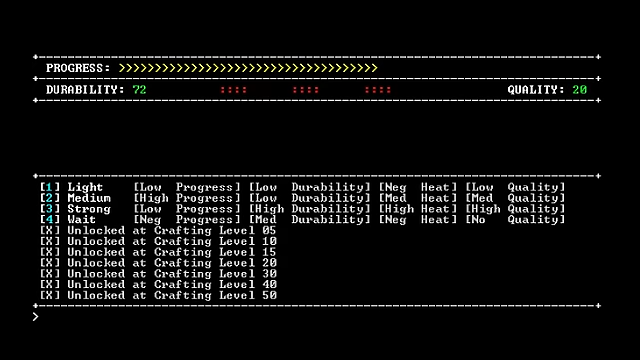 +------------------------------------------------------------------------------+
PROGRESS: >>>>>>>>>>>>>>>>>>>>>>>>>>>>>>>>>>>>
+------------------------------------------------------------------------------+
DURABILITY: 72 :::: :::: :::: QUALITY: 20
+------------------------------------------------------------------------------+
+------------------------------------------------------------------------------+
[1] Light [Low Progress] [Low Durability] [Neg Heat] [Low Quality]
[2] Medium [High Progress] [Low Durability] [Med Heat] [Med Quality]
[3] Strong [Low Progress] [High Durability] [High Heat] [High Quality]
[4] Wait [Neg Progress] [Med Durability] [Neg Heat] [No Quality]
[X] Unlocked at Crafting Level 05
[X] Unlocked at Crafting Level 10
[X] Unlocked at Crafting Level 15
[X] Unlocked at Crafting Level 20
[X] Unlocked at Crafting Level 30
[X] Unlocked at Crafting Level 40
[X] Unlocked at Crafting Level 50
+------------------------------------------------------------------------------+
>